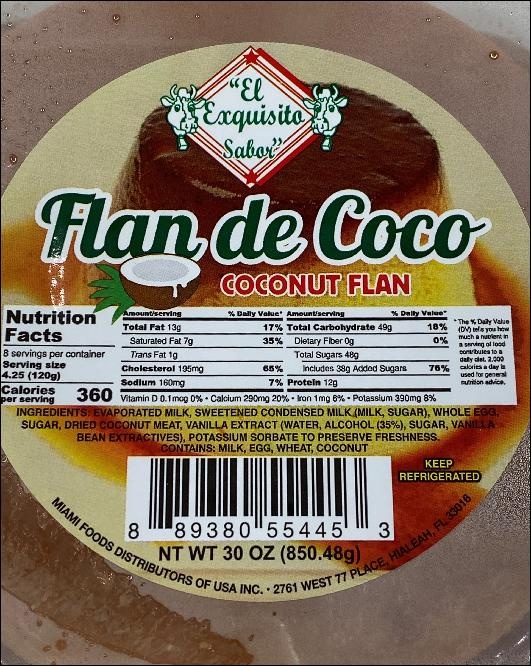 "El
Exquisito
Sabor"
Flan de Coco
COCONUT FLAN
Nutrition
Facts
8 servings per container
Serving size
4.25 (120g)
Calories
per serving 360
Amount/serving % Daily Value*
Total Fat 13g 17%
Saturated Fat 7g 35%
Trans Fat 1g
Cholesterol 195mg 65%
Sodium 160mg 7%
Amount/serving % Daily Value*
Total Carbohydrate 49g 18%
Dietary Fiber 0g 0%
Total Sugars 48g
Includes 38g Added Sugars 76%
Protein 12g
Vitamin D 0.1mcg 0% • Calcium 290mg 20% • Iron 1mg 6% • Potassium 390mg 8%
*The % Daily Value
(DV) tells you how
much a nutrient in
a serving of food
contributes to a
daily diet. 2,000
calories a day is
used for general
nutrition advice.
INGREDIENTS: EVAPORATED MILK, SWEETENED CONDENSED MILK,(MILK, SUGAR), WHOLE EGG,
SUGAR, DRIED COCONUT MEAT, VANILLA EXTRACT (WATER, ALCOHOL (35%), SUGAR, VANILLA
BEAN EXTRACTIVES), POTASSIUM SORBATE TO PRESERVE FRESHNESS.
CONTAINS: MILK, EGG, WHEAT, COCONUT
KEEP
REFRIGERATED
8 89380 55445 3
NT WT 30 OZ (850.48g)
MIAMI FOODS DISTRIBUTORS OF USA INC. • 2761 WEST 77 PLACE, HIALEAH, FL, 33016